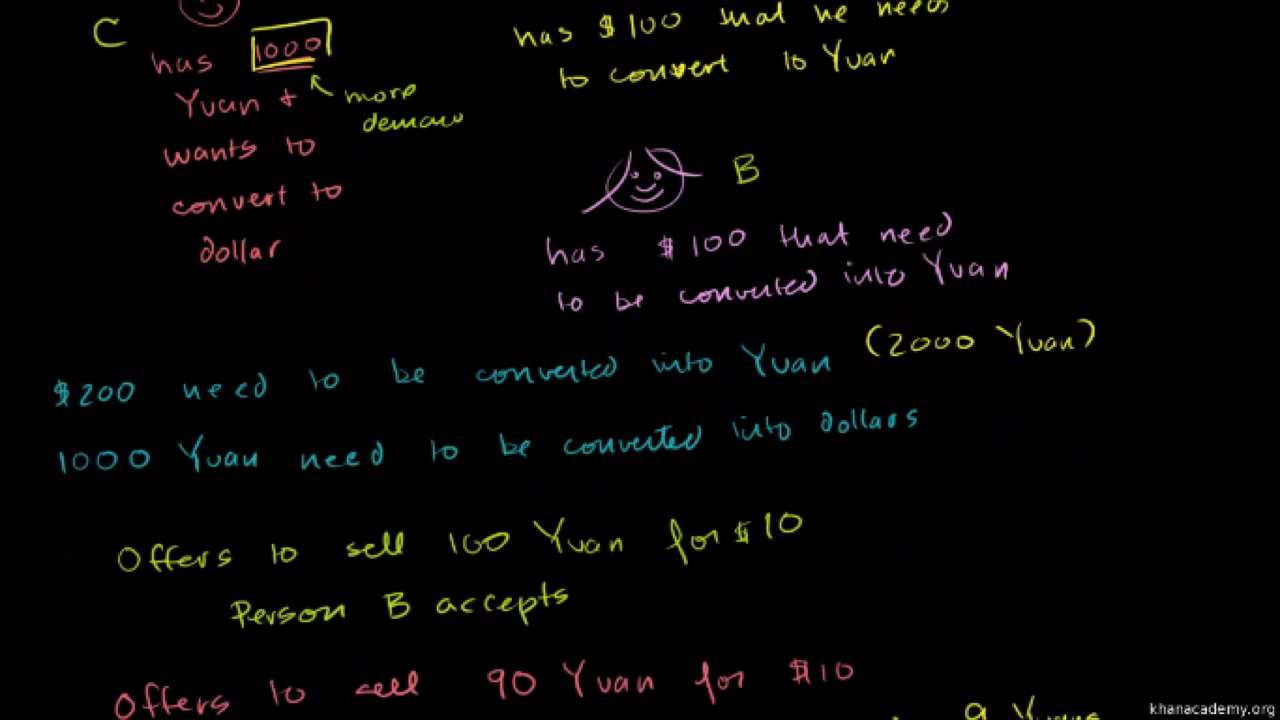 C
has 1000
Yuan +
wants to
convert to
dollar
more
demand
has $100 that he needs
to convert to Yuan
B
has $100 that need
to be converted into Yuan
$200 need to be converted into Yuan (2000 Yuan)
1000 Yuan need to be converted into dollars
Offers to sell 100 Yuan for $10
Person B accepts
Offers to sell 90 Yuan for $10
9 Yuans
khanacademy.org